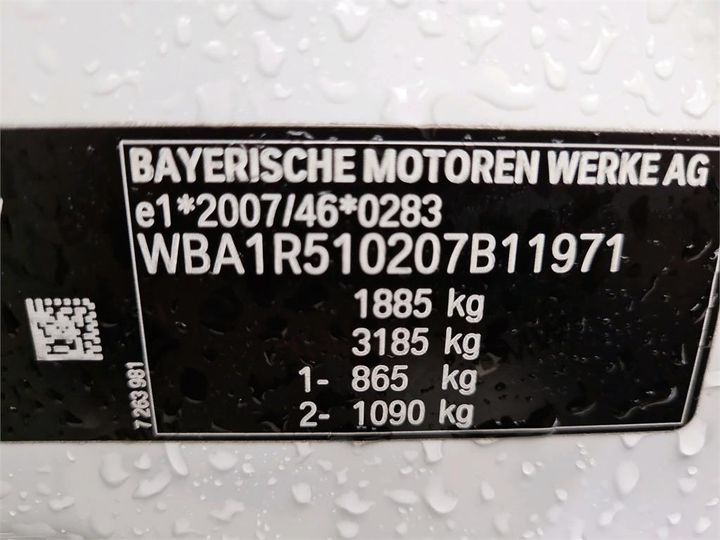 BAYERISCHE MOTOREN WERKE AG
e1*2007/46*0283
WBA1R510207B11971
1885 kg
3185 kg
1- 865 kg
2- 1090 kg
7 263 981